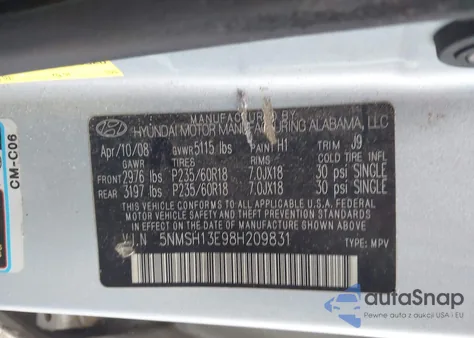 CM-C06
MANUFACTURED BY
HYUNDAI MOTOR MANUFACTURING ALABAMA, LLC
Apr/10/08 GVWR 5115 lbs PAINT H1 TRIM J9
GAWR TIRES RIMS COLD TIRE INFL
FRONT 2976 lbs P235/60R18 7.0JX18 30 psi SINGLE
REAR 3197 lbs P235/60R18 7.0JX18 30 psi SINGLE
THIS VEHICLE CONFORMS TO ALL APPLICABLE U.S.A. FEDERAL
MOTOR VEHICLE SAFETY STANDARDS IN EFFECT ON THE
DATE OF MANUFACTURE SHOWN ABOVE.
V.I.N 5NMSH13E98H209831 TYPE: MPV
autoSnap
Pewne auta z aukcji USA i EU